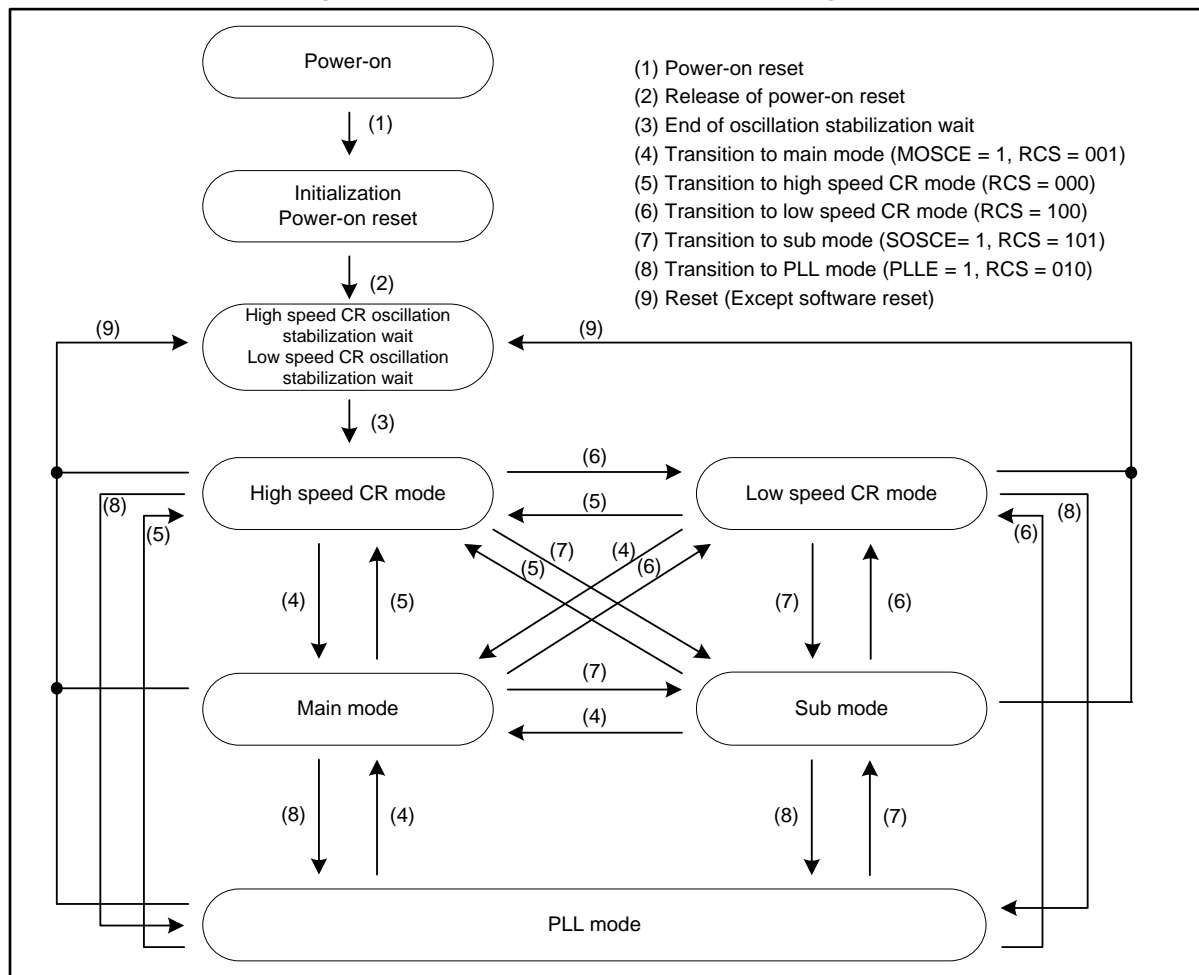 Power-on
(1) Power-on reset
(2) Release of power-on reset
(3) End of oscillation stabilization wait
(4) Transition to main mode (MOSCE = 1, RCS = 001)
(5) Transition to high speed CR mode (RCS = 000)
(6) Transition to low speed CR mode (RCS = 100)
(7) Transition to sub mode (SOSCE= 1, RCS = 101)
(8) Transition to PLL mode (PLLE = 1, RCS = 010)
(9) Reset (Except software reset)
(1)
Initialization
Power-on reset
(2)
(9)
High speed CR oscillation
stabilization wait
Low speed CR oscillation
stabilization wait
(9)
(3)
High speed CR mode
(6)
(5)
Low speed CR mode
(8)
(5)
(8)
(6)
(7)
(5)
(4)
(6)
(4)
(5)
(7)
(6)
Main mode
(7)
(4)
Sub mode
(8)
(4)
(8)
(7)
PLL mode